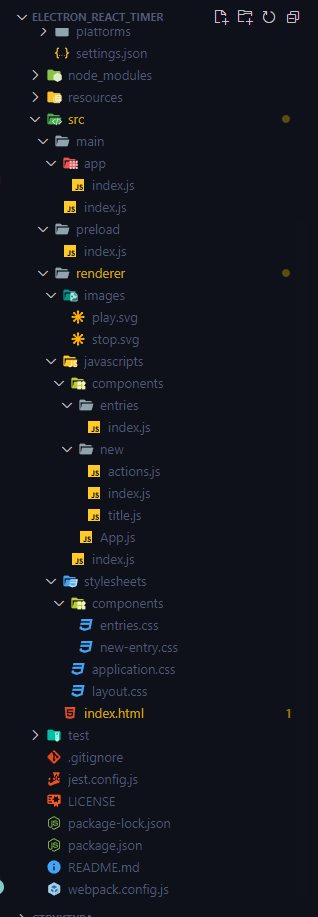 ELECTRON_REACT_TIMER
platforms
settings.json
node_modules
resources
src
main
app
index.js
index.js
preload
index.js
renderer
images
play.svg
stop.svg
javascripts
components
entries
index.js
new
actions.js
index.js
title.js
App.js
index.js
stylesheets
components
entries.css
new-entry.css
application.css
layout.css
index.html 1
test
.gitignore
jest.config.js
LICENSE
package-lock.json
package.json
README.md
webpack.config.js